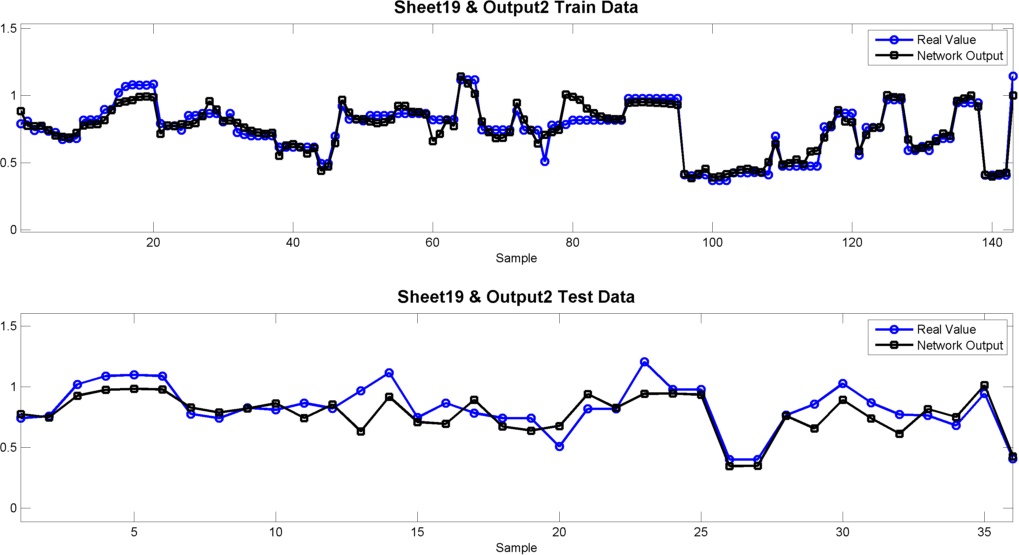 Sheet19 & Output2 Train Data
1.5
1
0.5
0
Real Value
Network Output
20
40
60
80
100
120
140
Sample
Sheet19 & Output2 Test Data
1.5
1
0.5
0
Real Value
Network Output
5
10
15
20
25
30
35
Sample